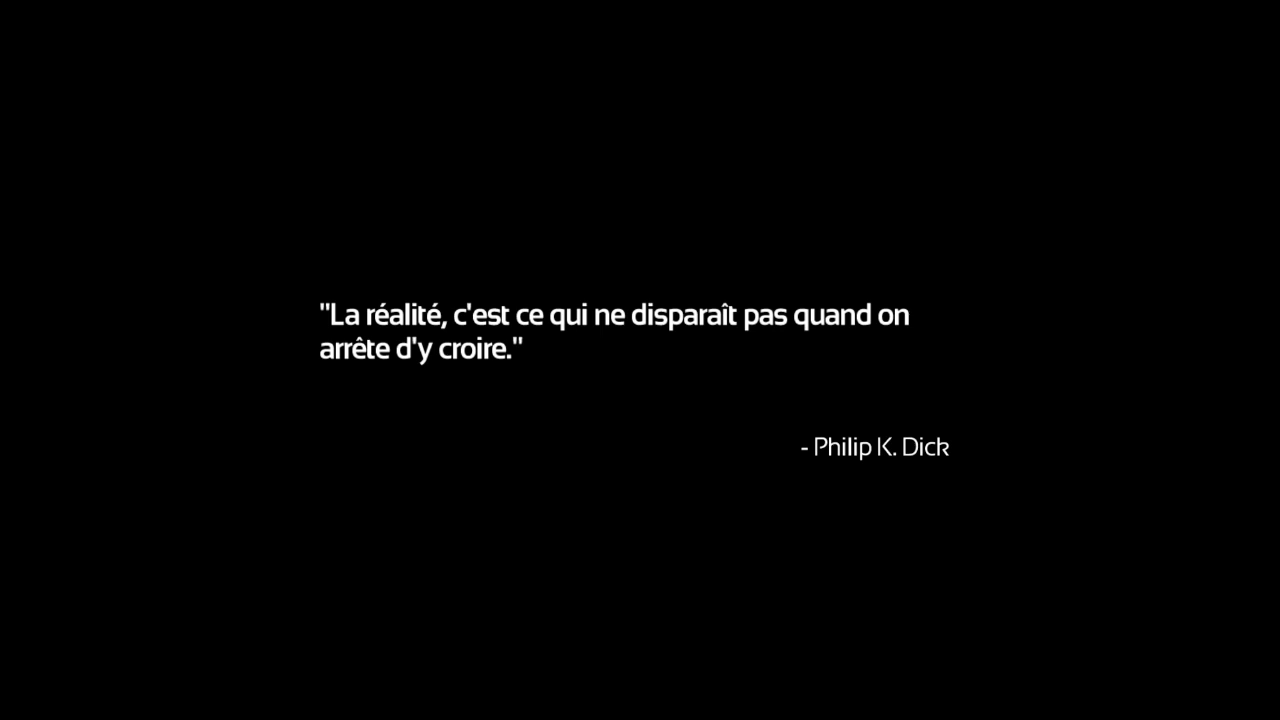 "La réalité, c'est ce qui ne disparaît pas quand on
arrête d'y croire."
- Philip K. Dick